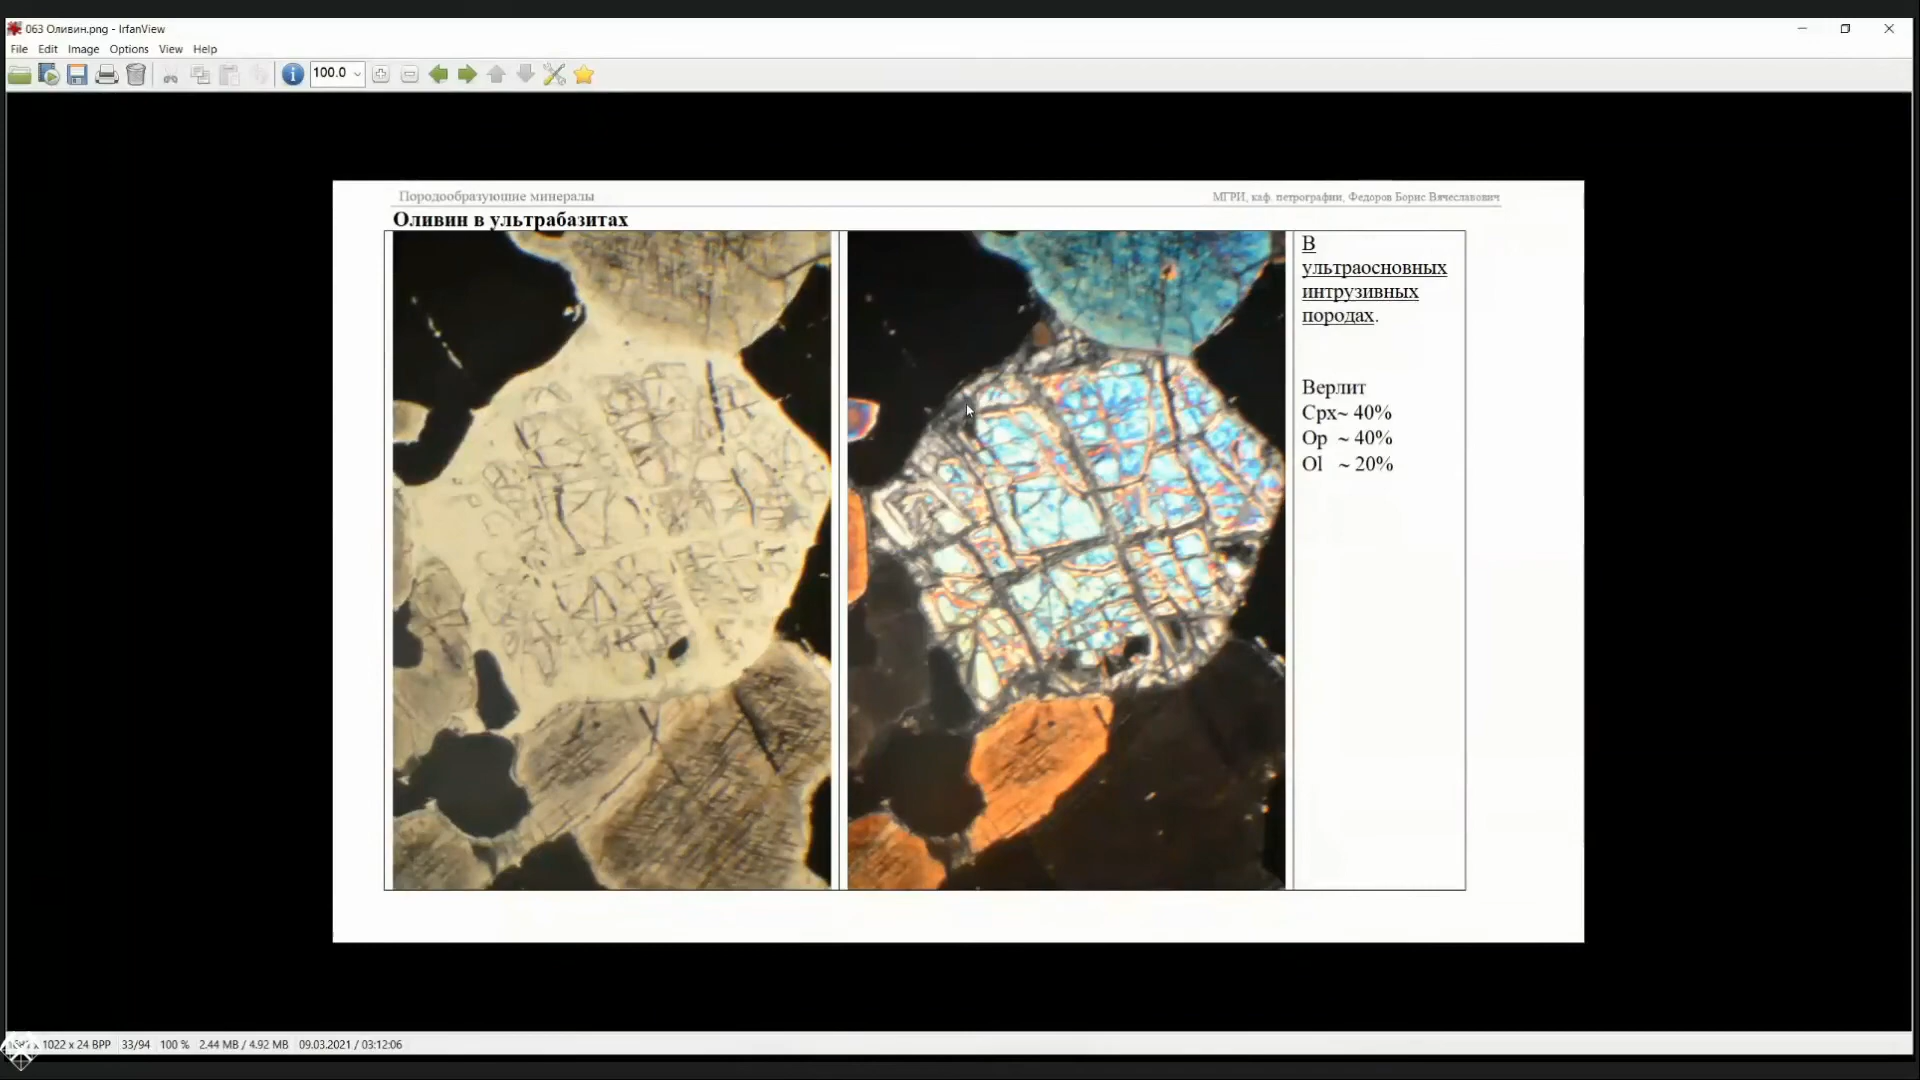 063 Оливин.png - IrfanView
File Edit Image Options View Help
100.0
Породообразующие минералы
МГРИ, каф. петрографии, Федоров Борис Вячеславович
Оливин в ультрабазитах
В
ультраосновных
интрузивных
породах.
Верлит
Cpx~ 40%
Op ~ 40%
Ol ~ 20%
x 1022 x 24 BPP 33/94 100 % 2.44 MB / 4.92 MB 09.03.2021 / 03:12:06